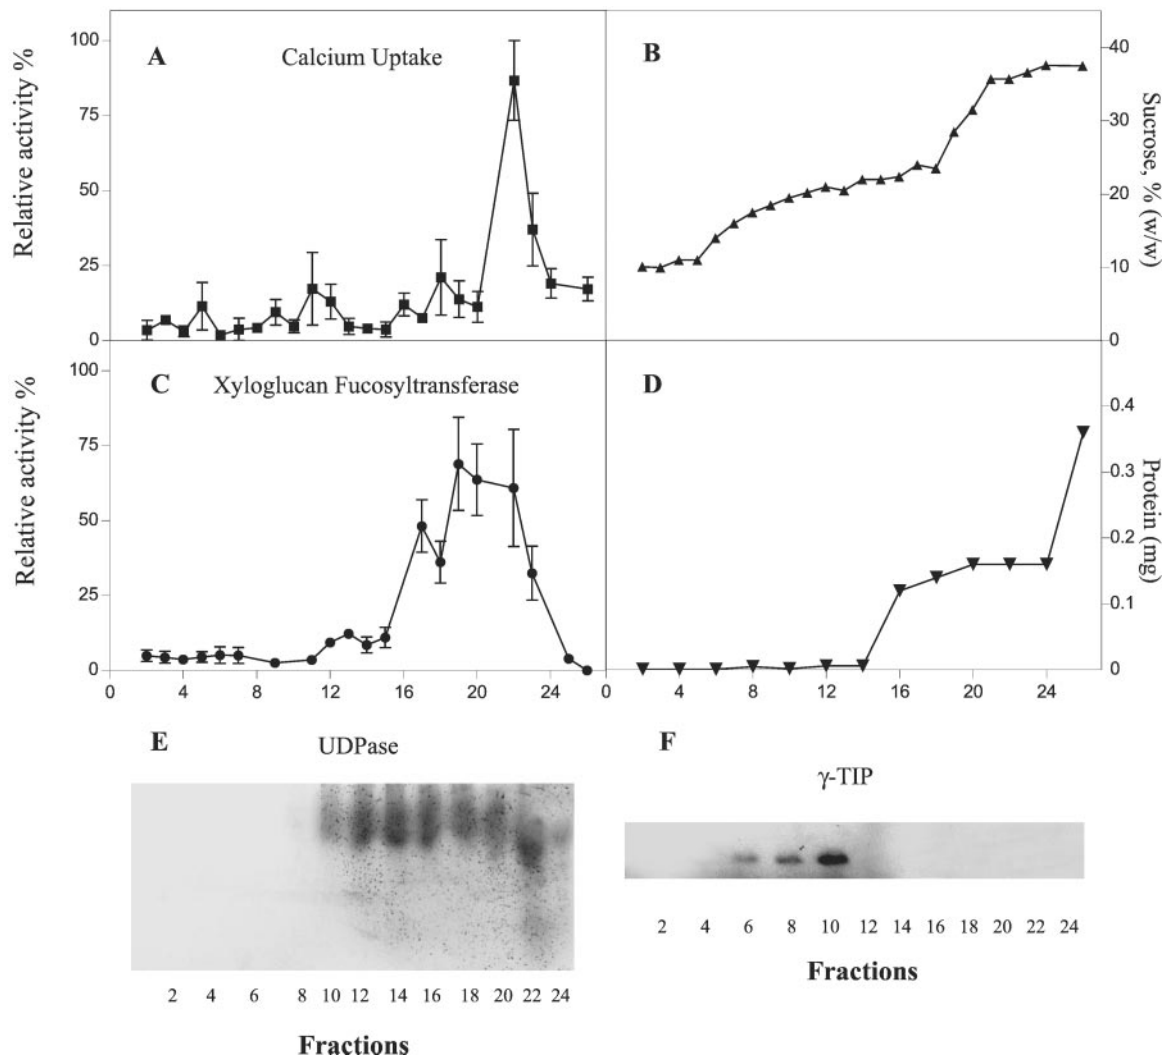 A
Calcium Uptake
Relative activity %
100
75
50
25
0
B
Sucrose, % (w/w)
40
30
20
10
0
C
Xyloglucan Fucosyltransferase
Relative activity %
100
75
50
25
0
0 4 8 12 16 20 24
D
Protein (mg)
0.4
0.3
0.2
0.1
0
0 4 8 12 16 20 24
E
UDPase
2 4 6 8 10 12 14 16 18 20 22 24
Fractions
F
γ-TIP
2 4 6 8 10 12 14 16 18 20 22 24
Fractions